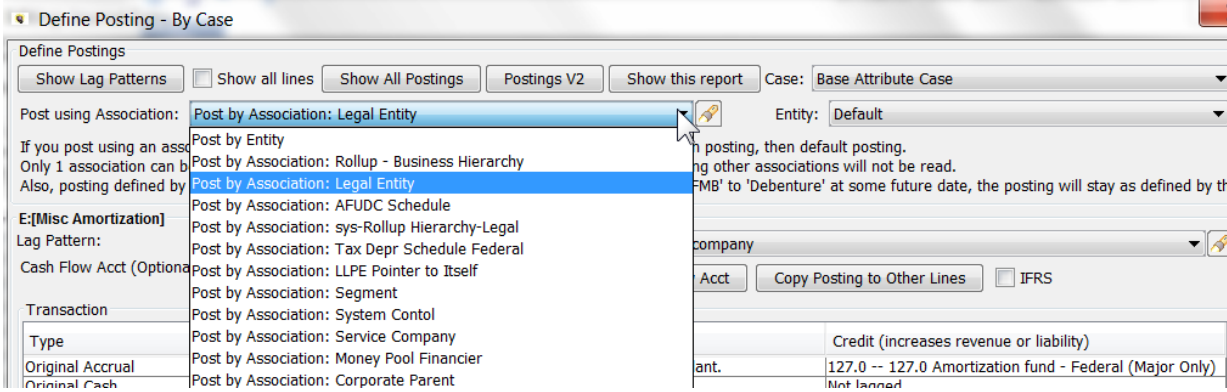 Define Posting - By Case
Define Postings
Show Lag Patterns Show all lines Show All Postings Postings V2 Show this report Case: Base Attribute Case
Post using Association: Post by Association: Legal Entity Entity: Default
Post by Entity
If you post using an posting, then default posting.
Post by Association: Rollup - Business Hierarchy
Only 1 association can other associations will not be read.
Post by Association: Legal Entity
Also, posting defined by FMB' to 'Debenture' at some future date, the posting will stay as defined by
Post by Association: AFUDC Schedule
E:[Misc Amortization]
Post by Association: sys-Rollup Hierarchy-Legal
Lag Pattern: company
Post by Association: Tax Depr Schedule Federal
Cash Flow Acct Acct Copy Posting to Other Lines IFRS
Post by Association: LLPE Pointer to Itself
Post by Association: Segment
Transaction
Post by Association: System Contol
Post by Association: Service Company
Type Credit (increases revenue or liability)
Post by Association: Money Pool Financier
Original Accrual ant. 127.0 -- 127.0 Amortization fund - Federal (Major Only)
Post by Association: Corporate Parent
Original Cash Not lagged